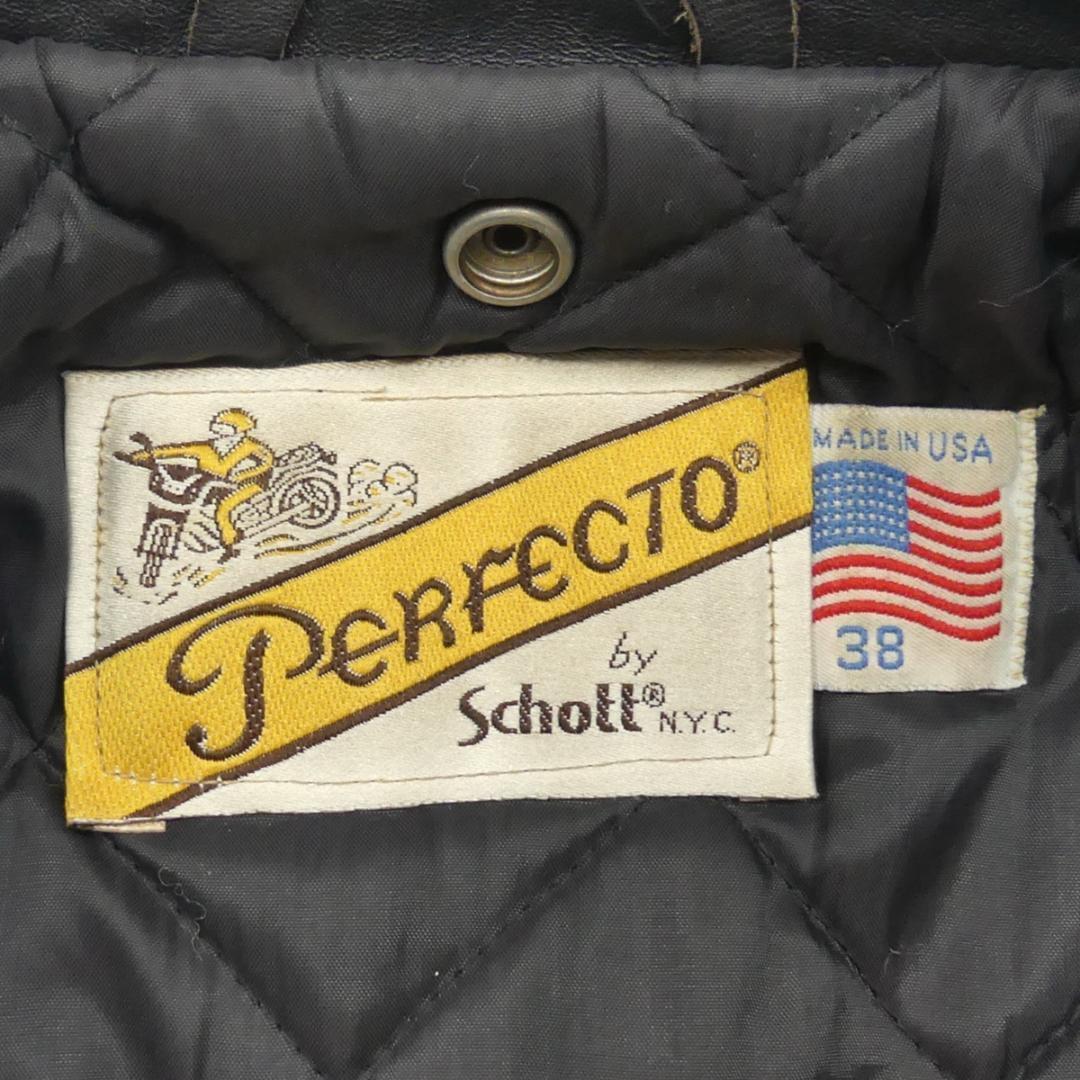 PERFECTO®
by
Schott® N.Y.C.
MADE IN USA
38